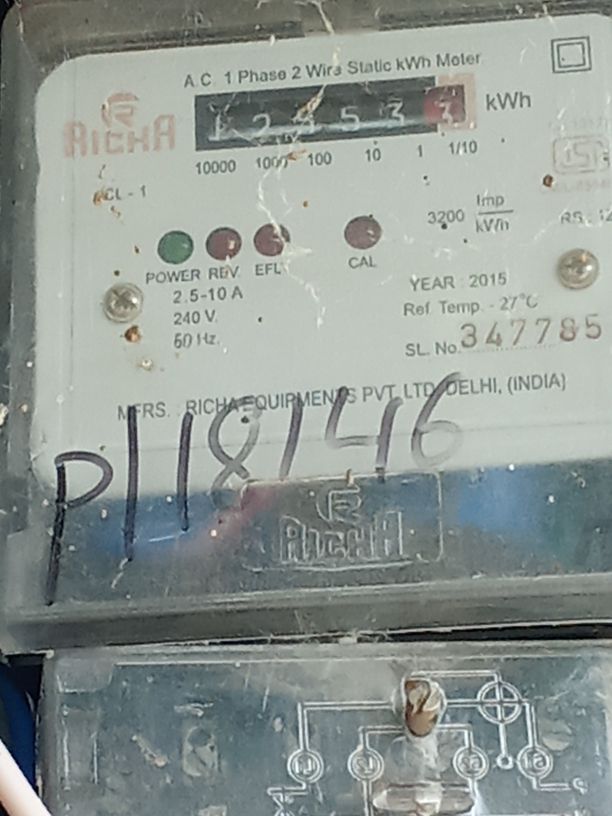 A.C. 1 Phase 2 Wire Static kWh Meter
RICHA
kWh
10000 1000 100 10 1 1/10
CL - 1
3200 Imp/kWh
POWER REV. EFL CAL
2.5-10 A
240 V.
50 Hz.
YEAR : 2015
Ref. Temp. - 27°C
SL. No. 347785
MFRS. : RICHA EQUIPMENTS PVT. LTD. DELHI, (INDIA)
P118146
RICHA